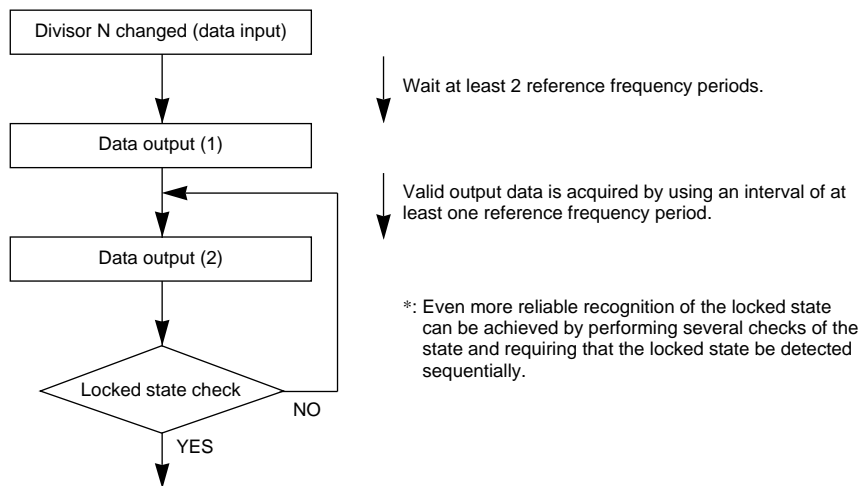 Divisor N changed (data input)
Wait at least 2 reference frequency periods.
Data output (1)
Valid output data is acquired by using an interval of at
least one reference frequency period.
Data output (2)
*: Even more reliable recognition of the locked state
can be achieved by performing several checks of the
state and requiring that the locked state be detected
sequentially.
Locked state check
NO
YES